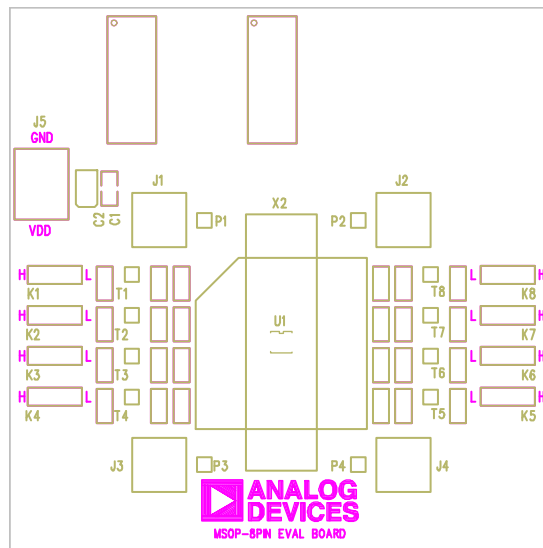 J5
GND
VDD
C2
C1
J1
P1
X2
P2
J2
H K1 L T1
H K2 L T2
H K3 L T3
H K4 L T4
U1
T8 L K8 H
T7 L K7 H
T6 L K6 H
T5 L K5 H
J3
P3
P4
J4
ANALOG
DEVICES
MSOP-8PIN EVAL BOARD